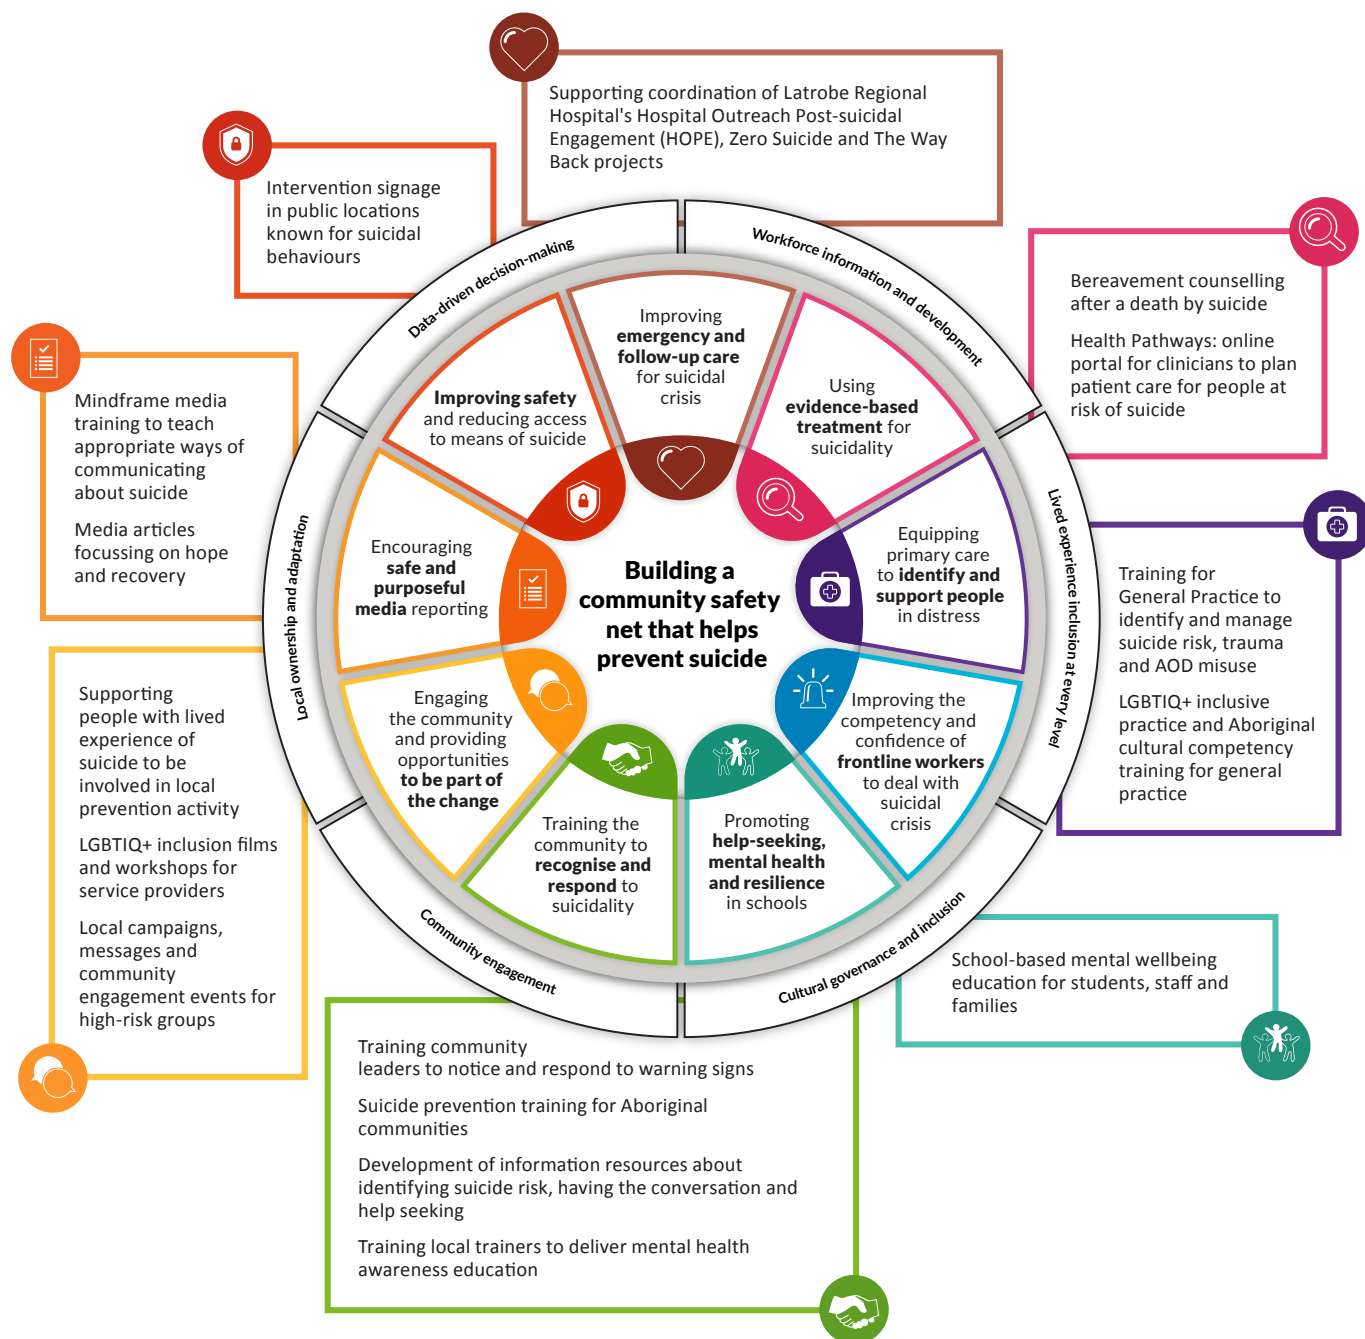 Supporting coordination of Latrobe Regional
Hospital's Hospital Outreach Post-suicidal
Engagement (HOPE), Zero Suicide and The Way
Back projects
Intervention signage
in public locations
known for suicidal
behaviours
Data-driven decision-making
Workforce information and development
Bereavement counselling
after a death by suicide
Health Pathways: online
portal for clinicians to plan
patient care for people at
risk of suicide
Mindframe media
training to teach
appropriate ways of
communicating
about suicide
Media articles
focussing on hope
and recovery
Improving
emergency and
follow-up care
for suicidal
crisis
Improving safety
and reducing access
to means of suicide
Using
evidence-based
treatment for
suicidality
Encouraging
safe and
purposeful
media reporting
Equipping
primary care
to identify and
support people
in distress
Building a
community safety
net that helps
prevent suicide
Local ownership and adaptation
Lived experience inclusion at every level
Training for
General Practice to
identify and manage
suicide risk, trauma
and AOD misuse
LGBTIQ+ inclusive
practice and Aboriginal
cultural competency
training for general
practice
Supporting
people with lived
experience of
suicide to be
involved in local
prevention activity
LGBTIQ+ inclusion films
and workshops for
service providers
Local campaigns,
messages and
community
engagement events for
high-risk groups
Engaging
the community
and providing
opportunities
to be part of
the change
Improving the
competency and
confidence of
frontline workers
to deal with
suicidal
crisis
Training the
community to
recognise and
respond to
suicidality
Promoting
help-seeking,
mental health
and resilience
in schools
Community engagement
Cultural governance and inclusion
School-based mental wellbeing
education for students, staff and
families
Training community
leaders to notice and respond to warning signs
Suicide prevention training for Aboriginal
communities
Development of information resources about
identifying suicide risk, having the conversation and
help seeking
Training local trainers to deliver mental health
awareness education